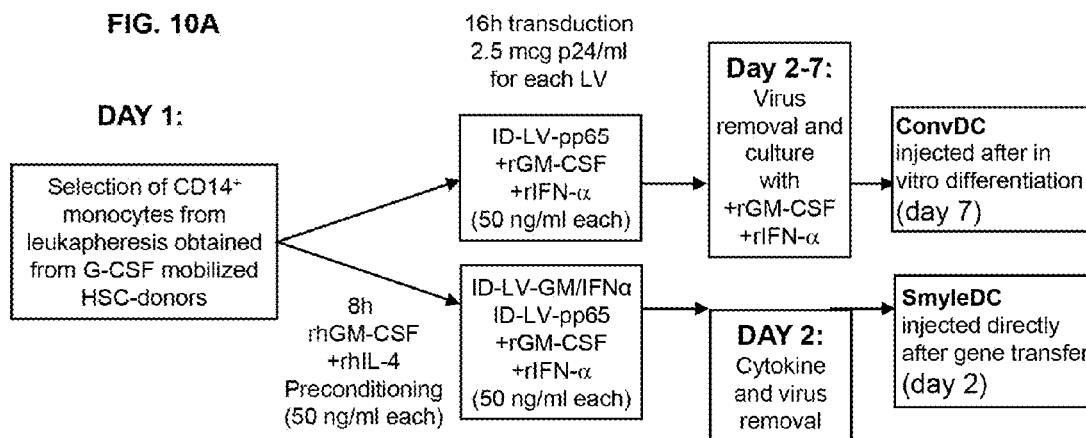 FIG. 10A
DAY 1:
Selection of CD14⁺
monocytes from
leukapheresis obtained
from G-CSF mobilized
HSC-donors
8h
rhGM-CSF
+rhIL-4
Preconditioning
(50 ng/ml each)
16h transduction
2.5 mcg p24/ml
for each LV
ID-LV-pp65
+rGM-CSF
+rIFN-α
(50 ng/ml each)
Day 2-7:
Virus
removal and
culture
with
+rGM-CSF
+rIFN-α
ConvDC
injected after in
vitro differentiation
(day 7)
ID-LV-GM/IFNα
ID-LV-pp65
+rGM-CSF
+rIFN-α
(50 ng/ml each)
DAY 2:
Cytokine
and virus
removal
SmyleDC
injected directly
after gene transfer
(day 2)